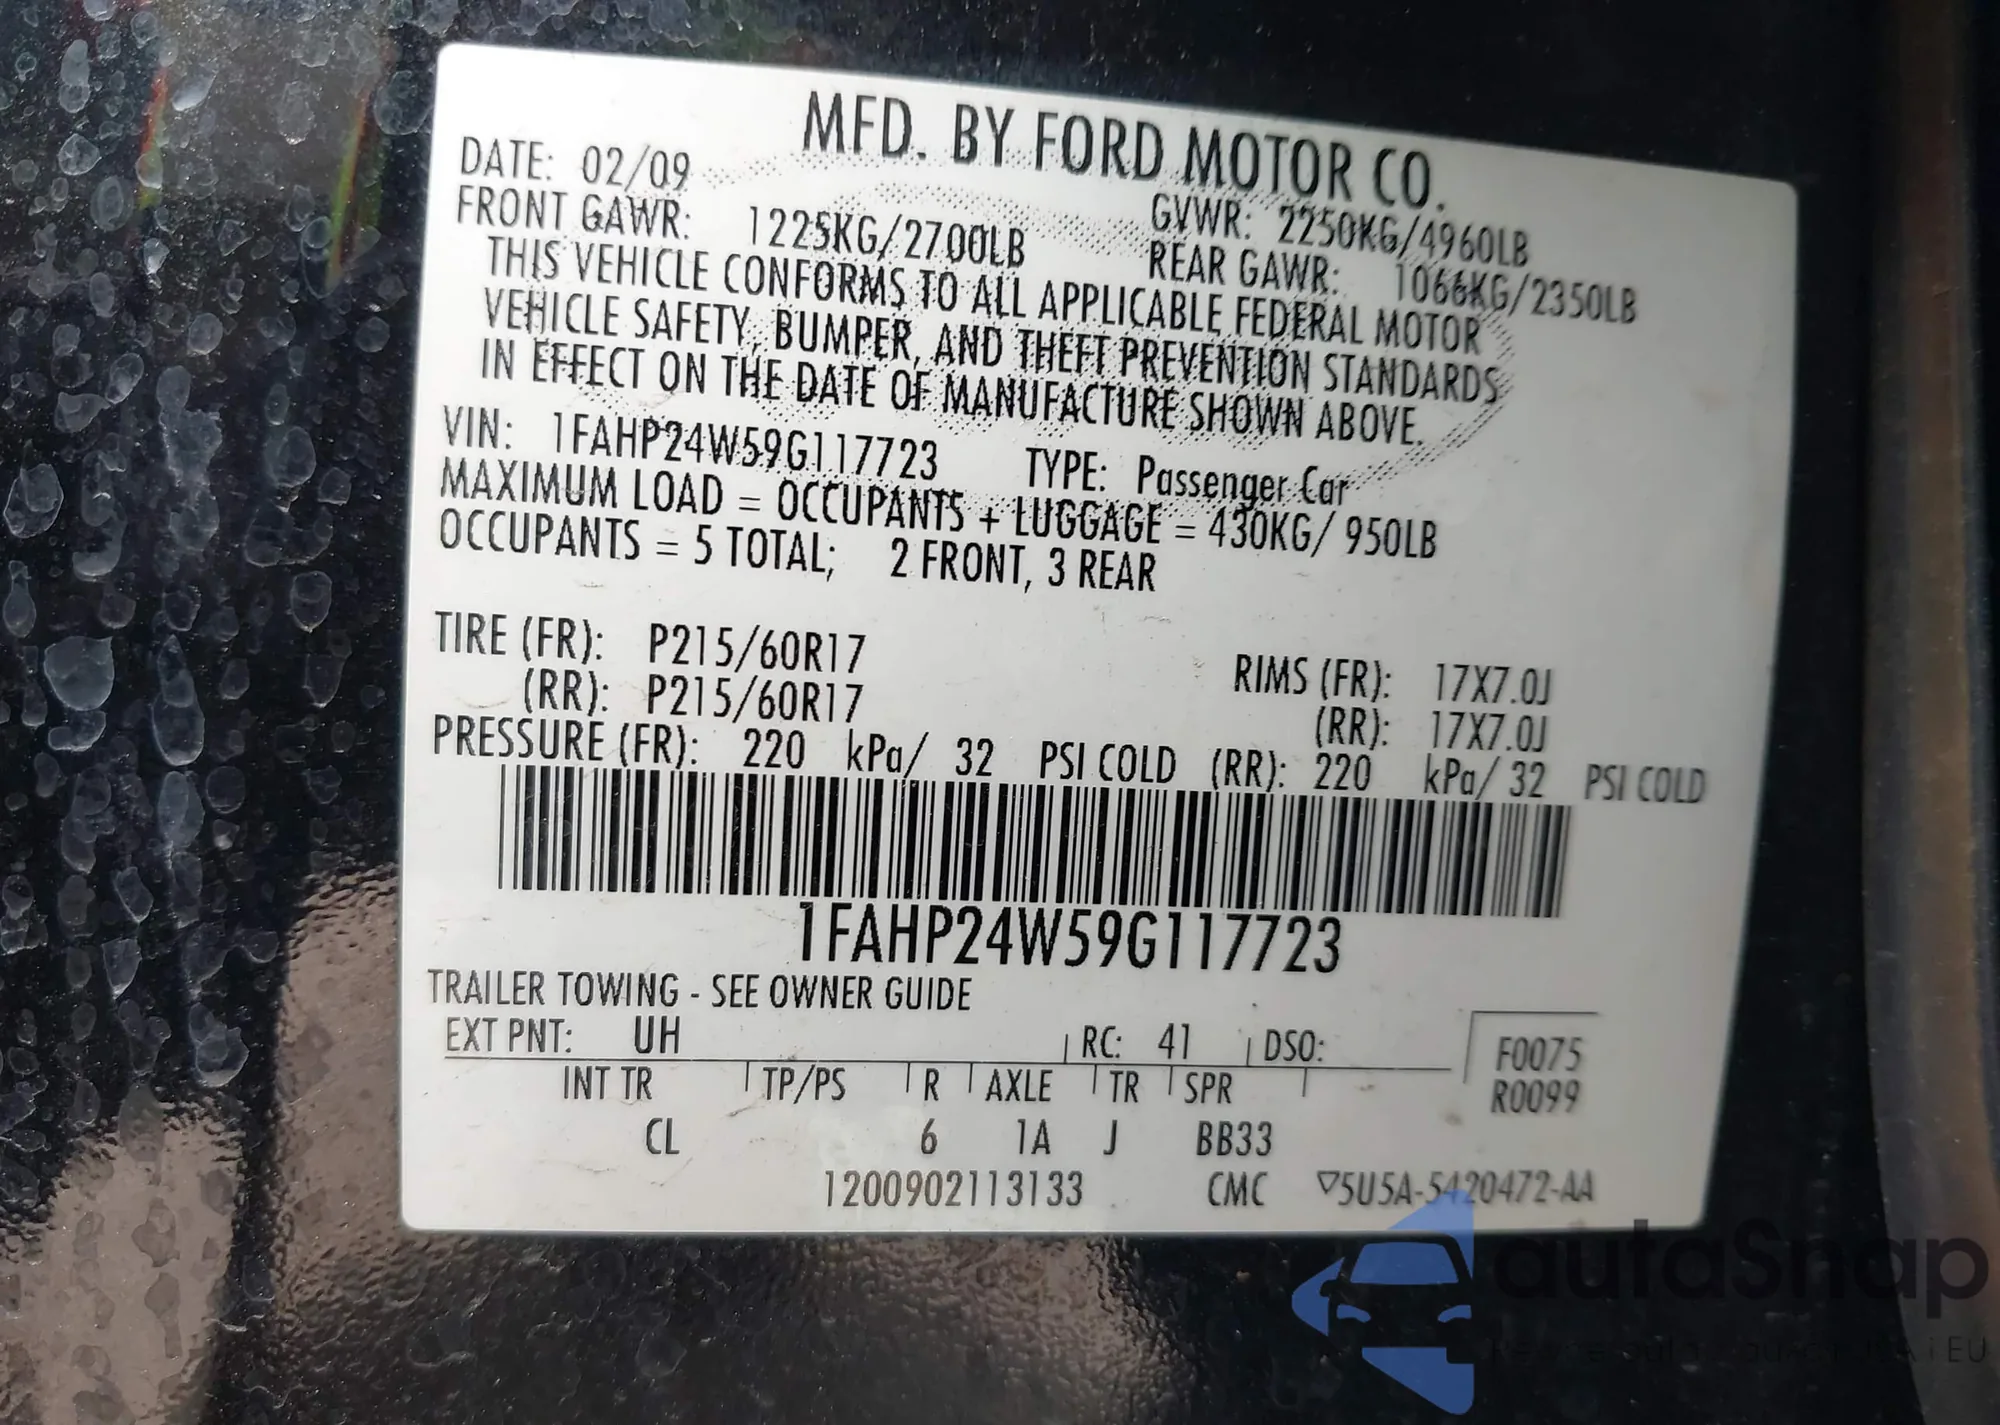 MFD. BY FORD MOTOR CO.
DATE: 02/09 GVWR: 2250KG/4960LB
FRONT GAWR: 1225KG/2700LB REAR GAWR: 1066KG/2350LB
THIS VEHICLE CONFORMS TO ALL APPLICABLE FEDERAL MOTOR
VEHICLE SAFETY, BUMPER, AND THEFT PREVENTION STANDARDS
IN EFFECT ON THE DATE OF MANUFACTURE SHOWN ABOVE.
VIN: 1FAHP24W59G117723 TYPE: Passenger Car
MAXIMUM LOAD = OCCUPANTS + LUGGAGE = 430KG/ 950LB
OCCUPANTS = 5 TOTAL; 2 FRONT, 3 REAR
TIRE (FR): P215/60R17 RIMS (FR): 17X7.0J
(RR): P215/60R17 (RR): 17X7.0J
PRESSURE (FR): 220 kPa/ 32 PSI COLD (RR): 220 kPa/ 32 PSI COLD
1FAHP24W59G117723
TRAILER TOWING - SEE OWNER GUIDE
EXT PNT: UH RC: 41 DSO: F0075
INT TR TP/PS R AXLE TR SPR R0099
CL 6 1A J BB33
1200902113133 CMC ▽5U5A-5420472-AA
autoSnap
EU